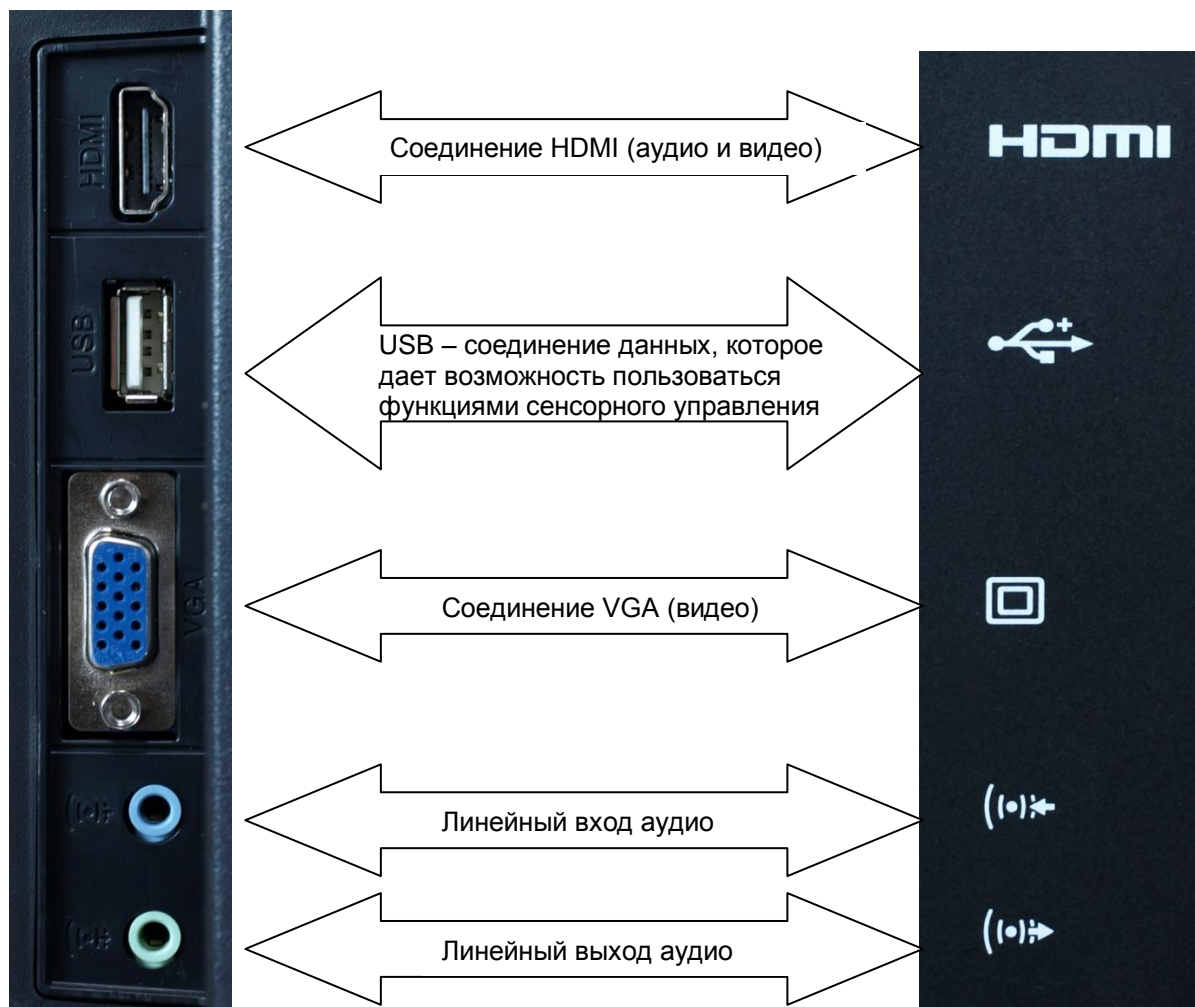 HDMI
Соединение HDMI (аудио и видео)
HDMI
USB
USB – соединение данных, которое
дает возможность пользоваться
функциями сенсорного управления
VGA
Соединение VGA (видео)
Линейный вход аудио
Линейный выход аудио